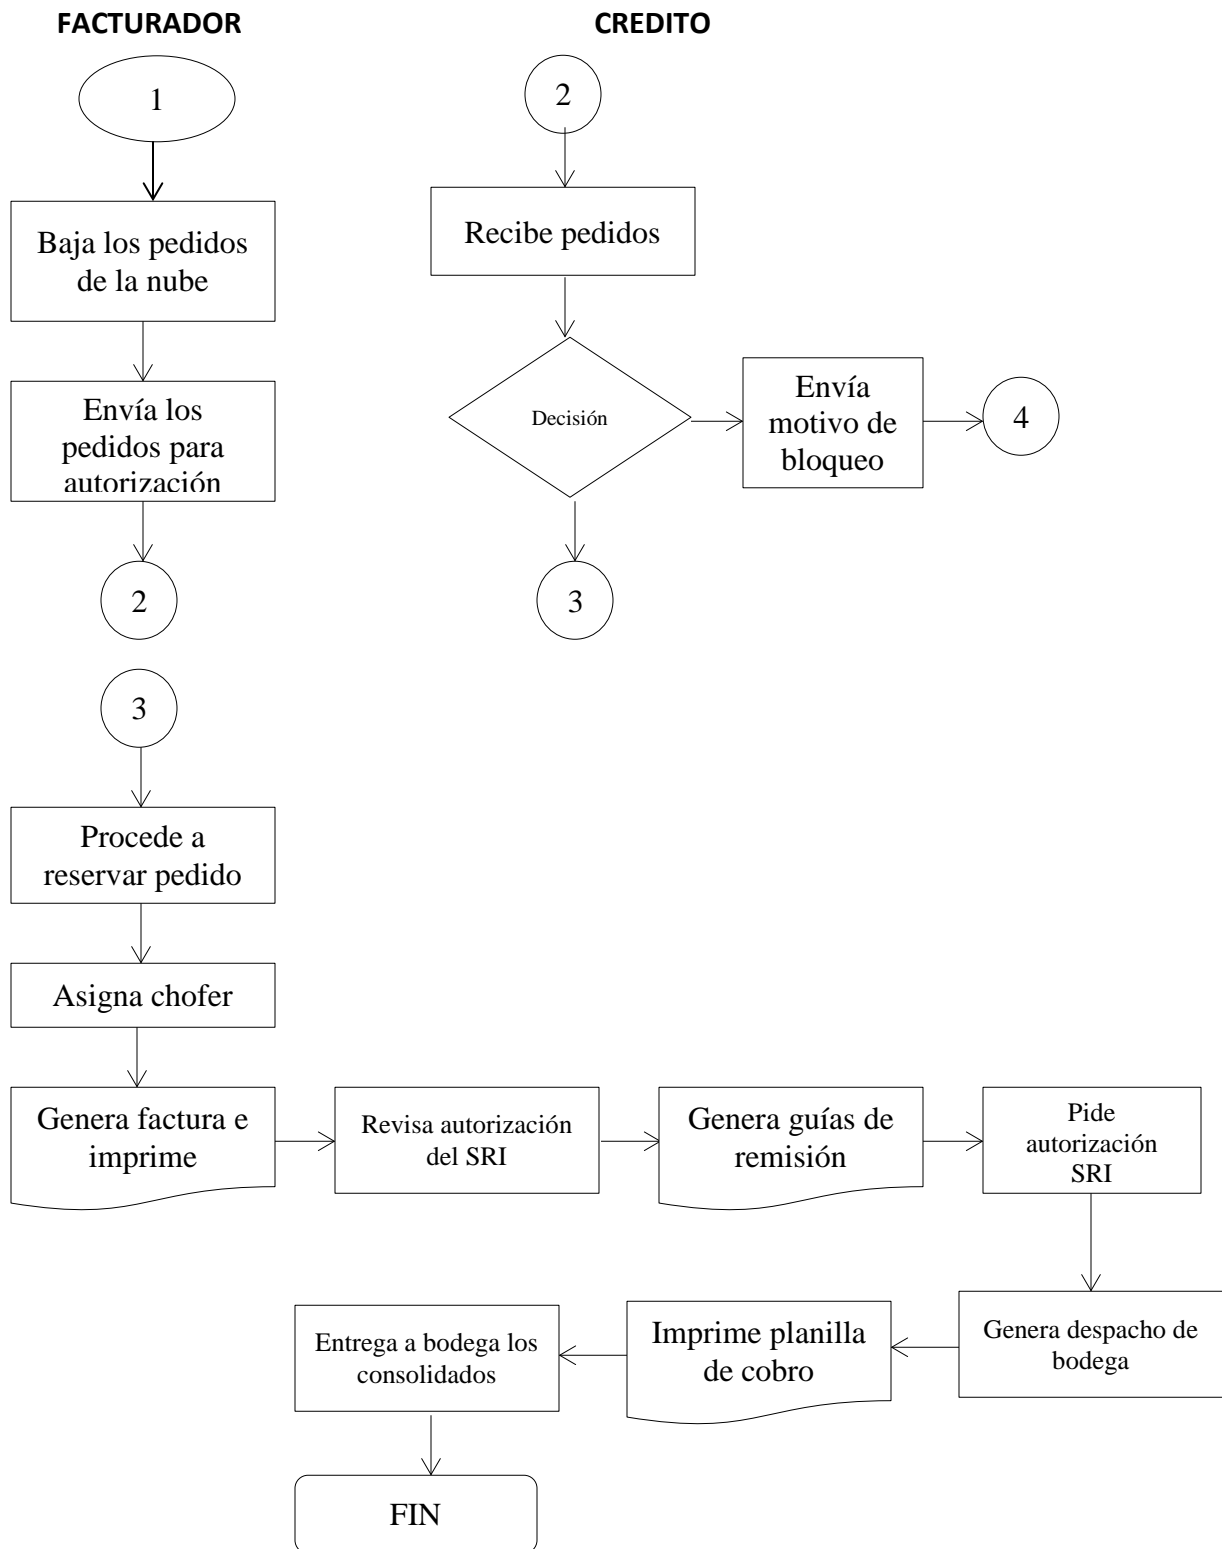 FACTURADOR
CREDITO
1
2
Baja los pedidos
de la nube
Recibe pedidos
Envía los
pedidos para
autorización
Decisión
Envía
motivo de
bloqueo
4
2
3
3
Procede a
reservar pedido
Asigna chofer
Genera factura e
imprime
Revisa autorización
del SRI
Genera guías de
remisión
Pide
autorización
SRI
Entrega a bodega los
consolidados
Imprime planilla
de cobro
Genera despacho de
bodega
FIN